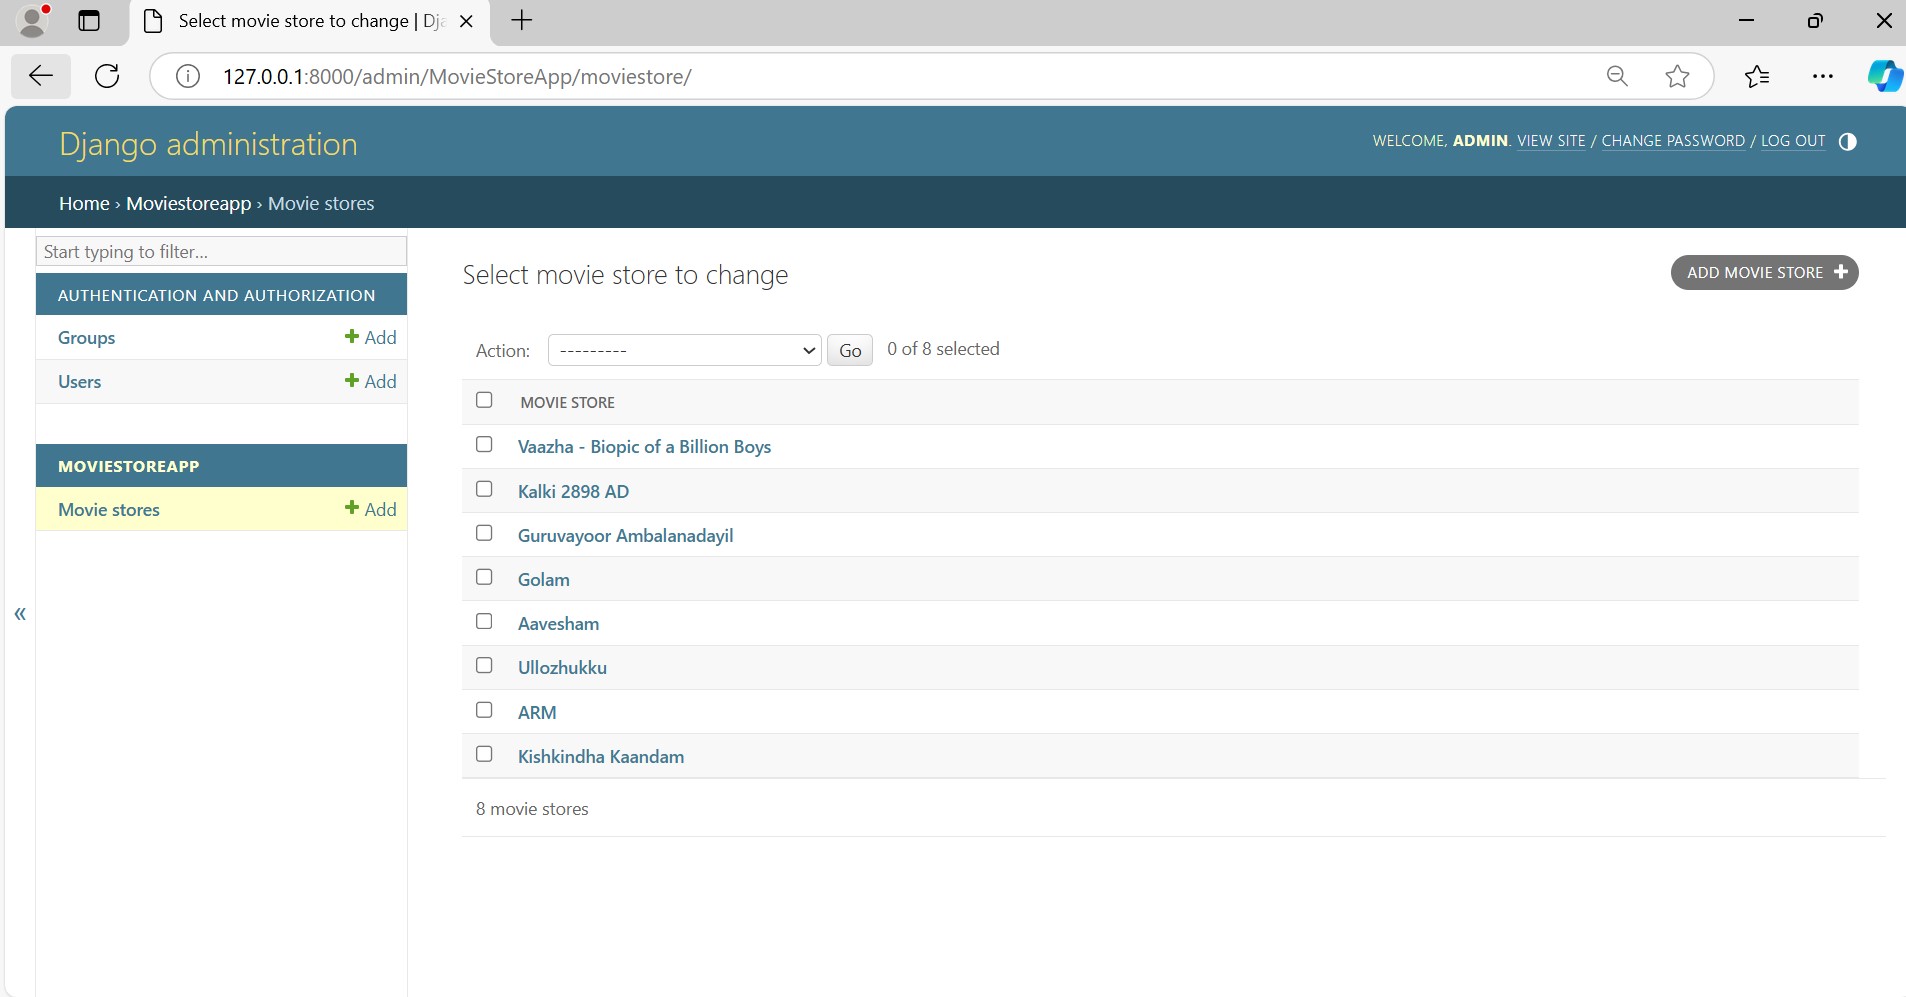 Select movie store to change | Dj
127.0.0.1:8000/admin/MovieStoreApp/moviestore/
Django administration
WELCOME, ADMIN. VIEW SITE / CHANGE PASSWORD / LOG OUT
Home › Moviestoreapp › Movie stores
Start typing to filter...
AUTHENTICATION AND AUTHORIZATION
Groups + Add
Users + Add
MOVIESTOREAPP
Movie stores + Add
«
Select movie store to change
ADD MOVIE STORE +
Action: --------- Go 0 of 8 selected
MOVIE STORE
Vaazha - Biopic of a Billion Boys
Kalki 2898 AD
Guruvayoor Ambalanadayil
Golam
Aavesham
Ullozhukku
ARM
Kishkindha Kaandam
8 movie stores